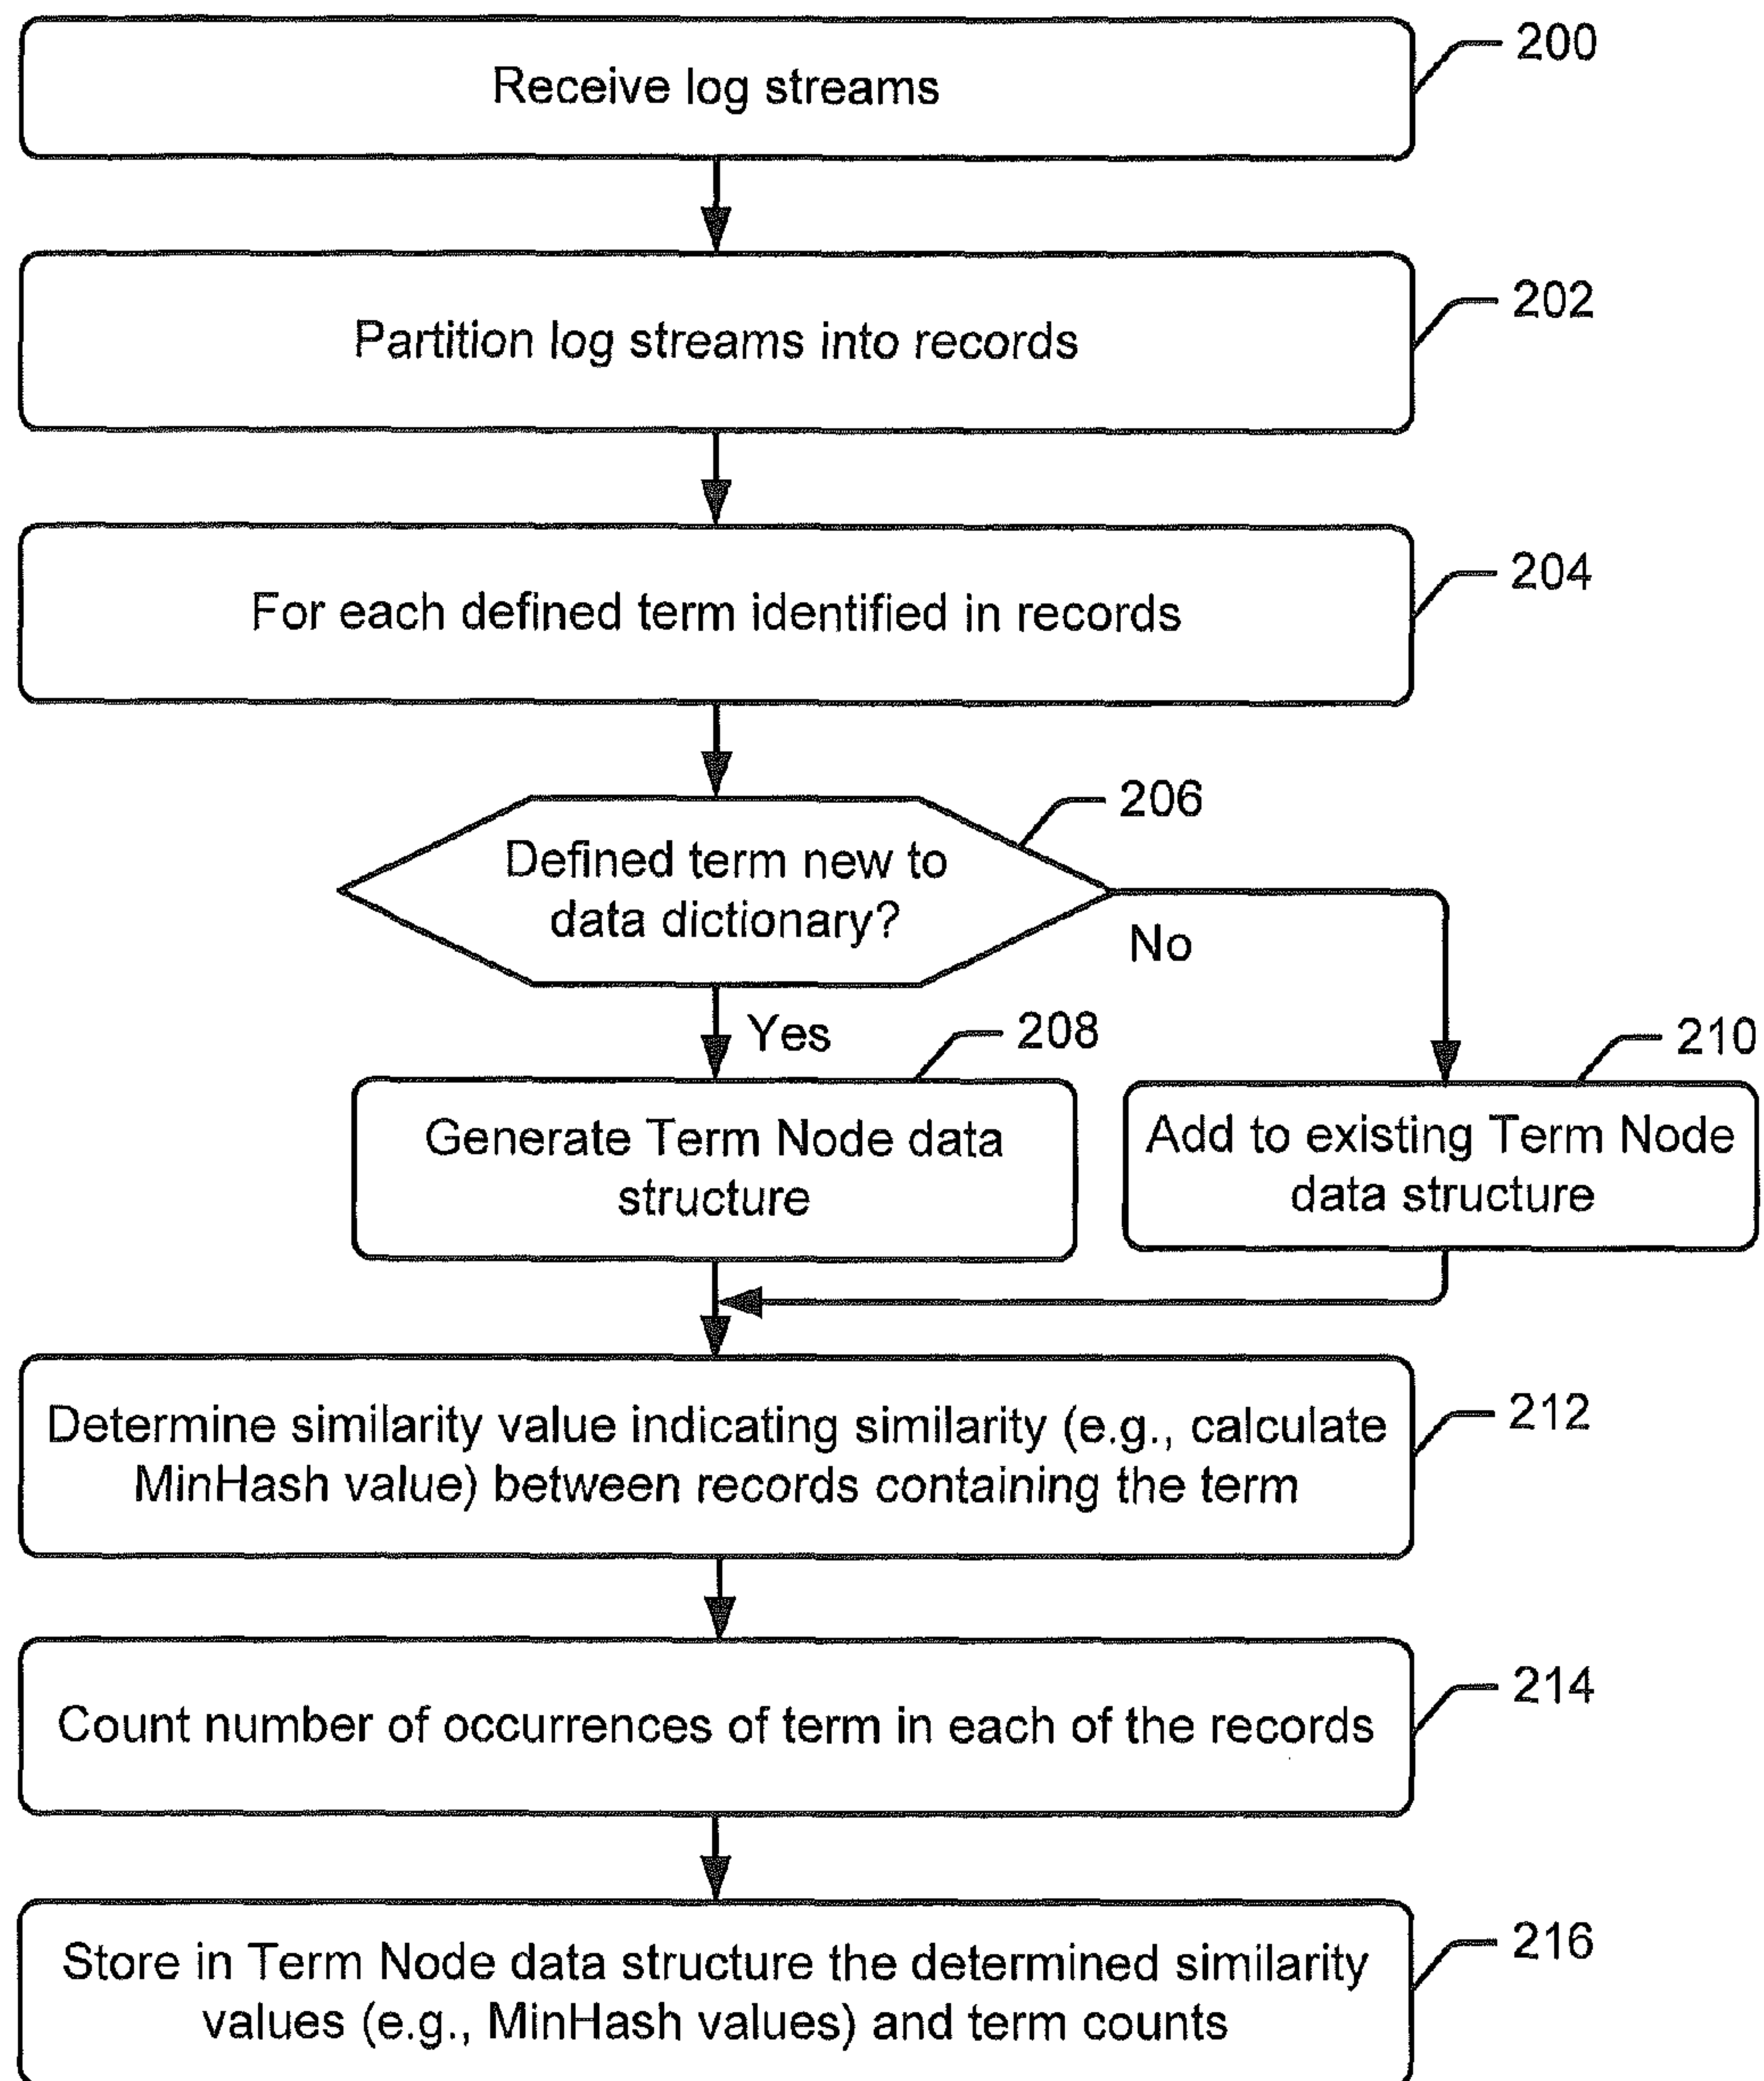 Receive log streams
200
Partition log streams into records
202
For each defined term identified in records
204
Defined term new to
data dictionary?
206
No
Yes
208
Generate Term Node data
structure
210
Add to existing Term Node
data structure
Determine similarity value indicating similarity (e.g., calculate
MinHash value) between records containing the term
212
Count number of occurrences of term in each of the records
214
Store in Term Node data structure the determined similarity
values (e.g., MinHash values) and term counts
216